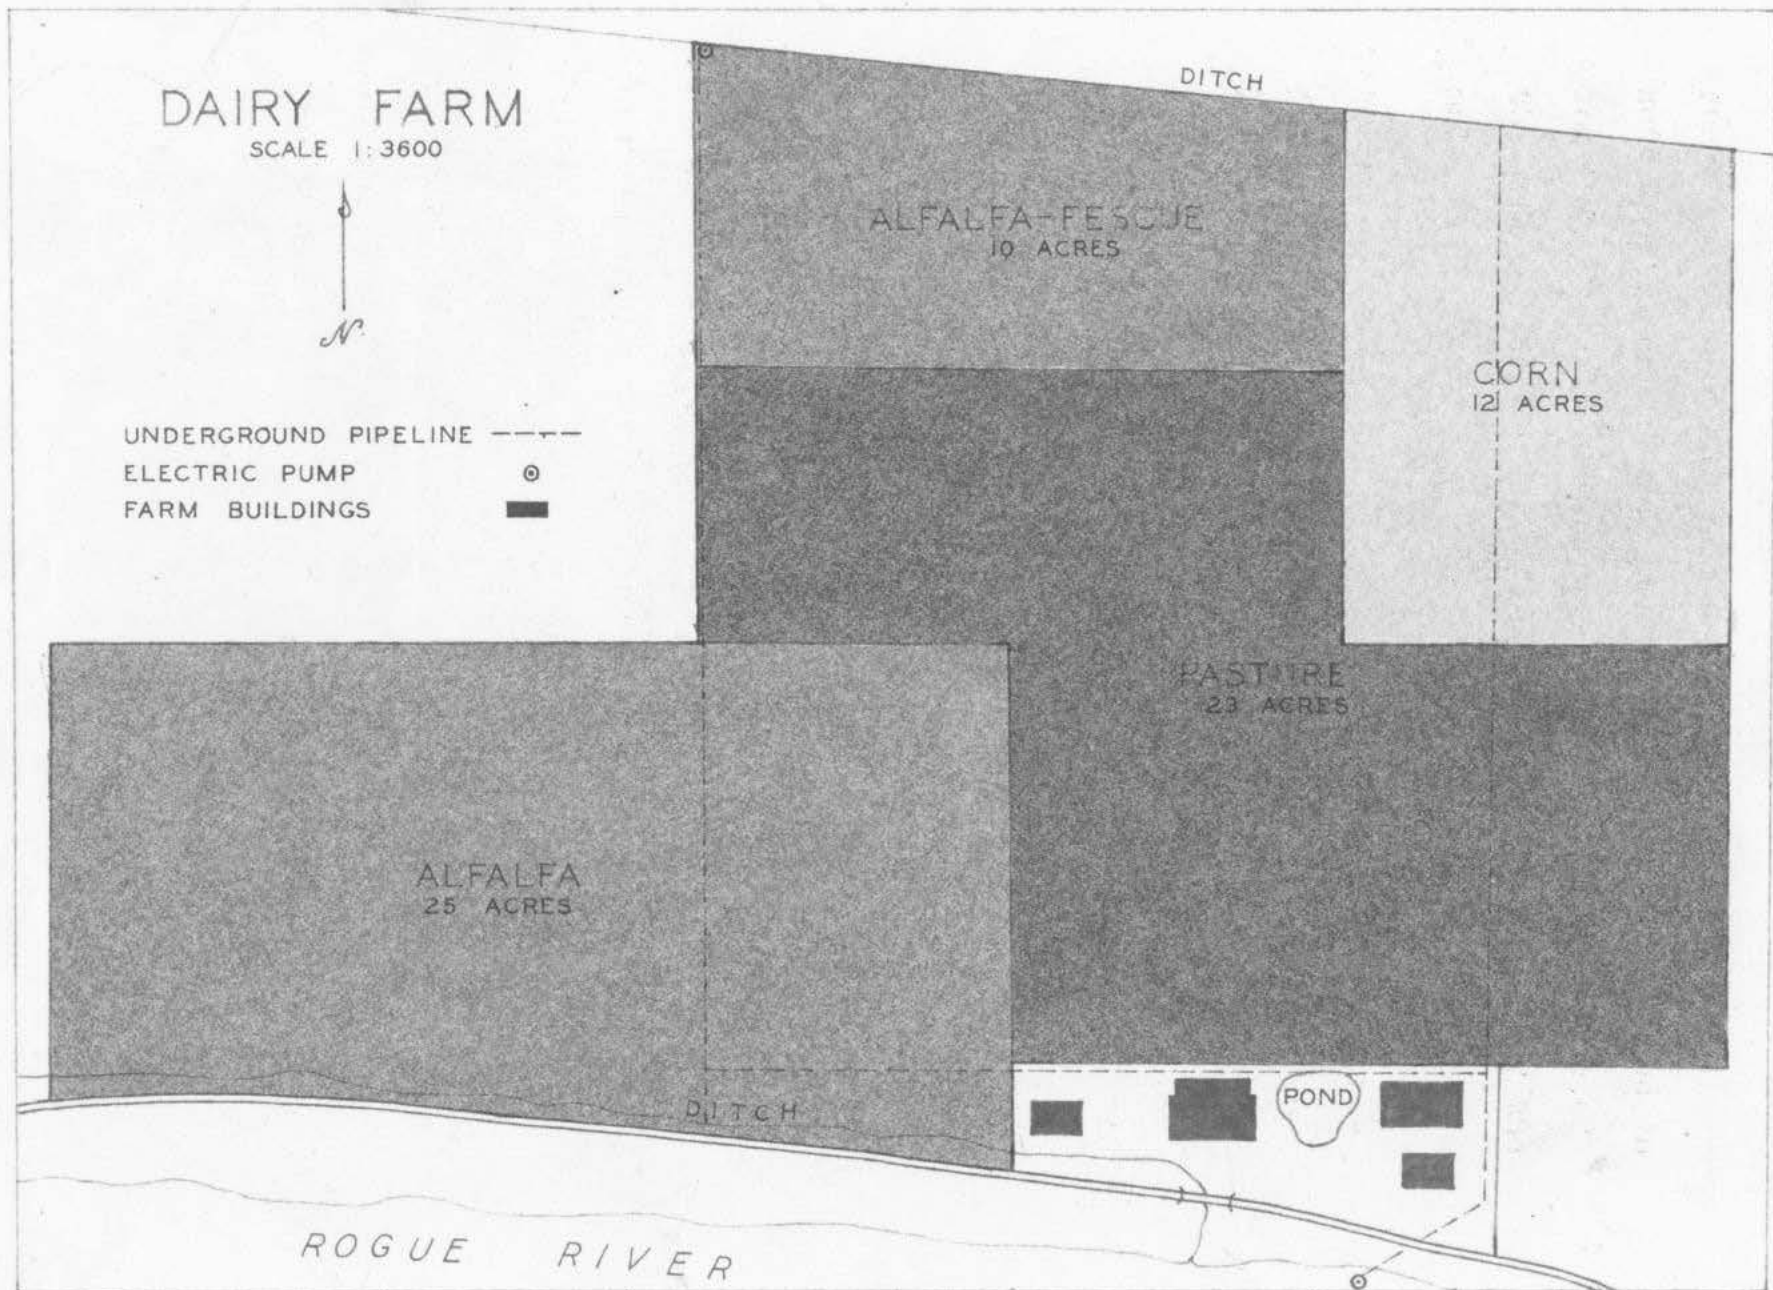 DAIRY FARM
SCALE 1:3600
N
UNDERGROUND PIPELINE
ELECTRIC PUMP
FARM BUILDINGS
DITCH
ALFALFA-FESCUE
10 ACRES
CORN
12 ACRES
PASTURE
23 ACRES
ALFALFA
25 ACRES
DITCH
POND
ROGUE RIVER